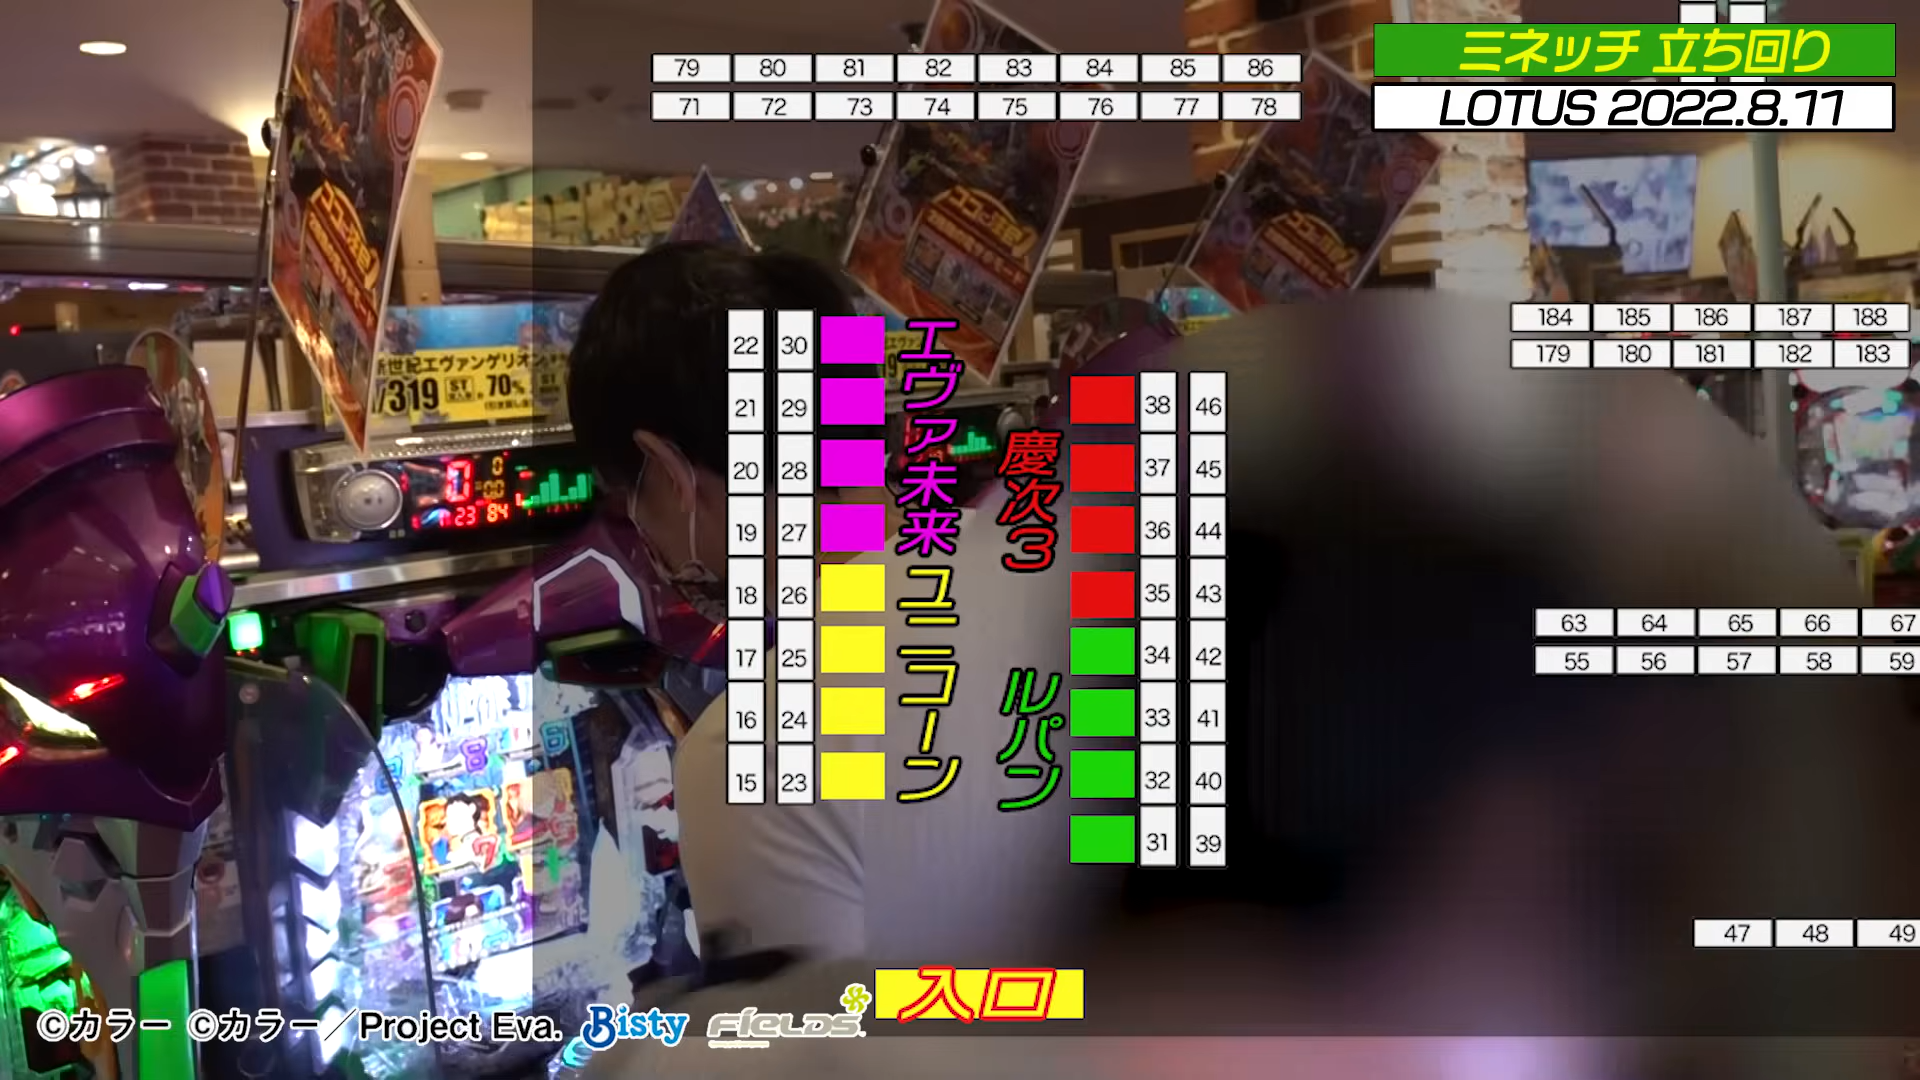 ミネッチ 立ち回り
LOTUS 2022.8.11
79 80 81 82 83 84 85 86
71 72 73 74 75 76 77 78
184 185 186 187 188
179 180 181 182 183
新世紀エヴァンゲリオン
/319 ST 70%
22 30
21 29
20 28
19 27
18 26
17 25
16 24
15 23
エヴァ未来
ユニコーン
慶次3
ルパン
38 46
37 45
36 44
35 43
34 42
33 41
32 40
31 39
63 64 65 66 67
55 56 57 58 59
47 48 49
入口
©カラー ©カラー／Project Eva. Bisty FIELDS